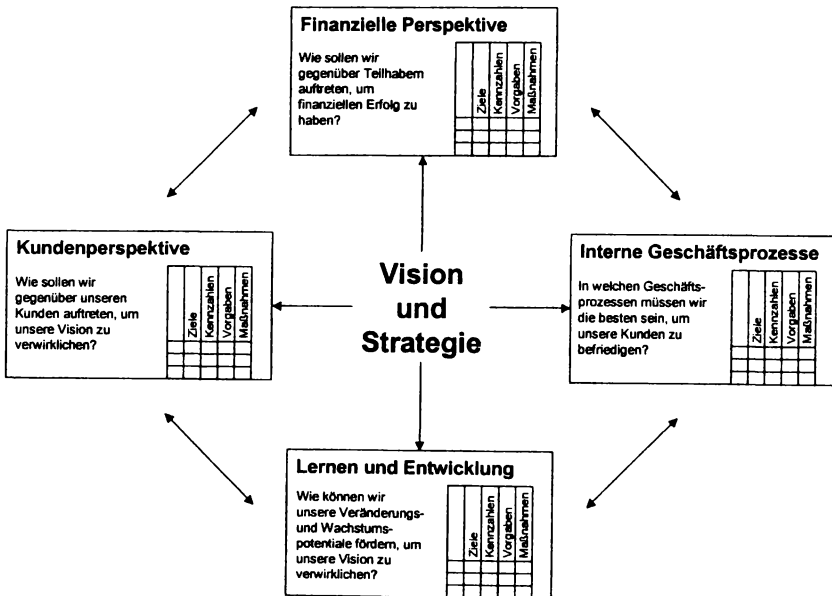 Finanzielle Perspektive
Wie sollen wir
gegenüber Teilhabern
auftreten, um
finanziellen Erfolg zu
haben?
Ziele
Kennzahlen
Vorgaben
Maßnahmen
Kundenperspektive
Wie sollen wir
gegenüber unseren
Kunden auftreten, um
unsere Vision zu
verwirklichen?
Ziele
Kennzahlen
Vorgaben
Maßnahmen
Vision
und
Strategie
Interne Geschäftsprozesse
In welchen Geschäfts-
prozessen müssen wir
die besten sein, um
unsere Kunden zu
befriedigen?
Ziele
Kennzahlen
Vorgaben
Maßnahmen
Lernen und Entwicklung
Wie können wir
unsere Veränderungs-
und Wachstums-
potentiale fördern, um
unsere Vision zu
verwirklichen?
Ziele
Kennzahlen
Vorgaben
Maßnahmen